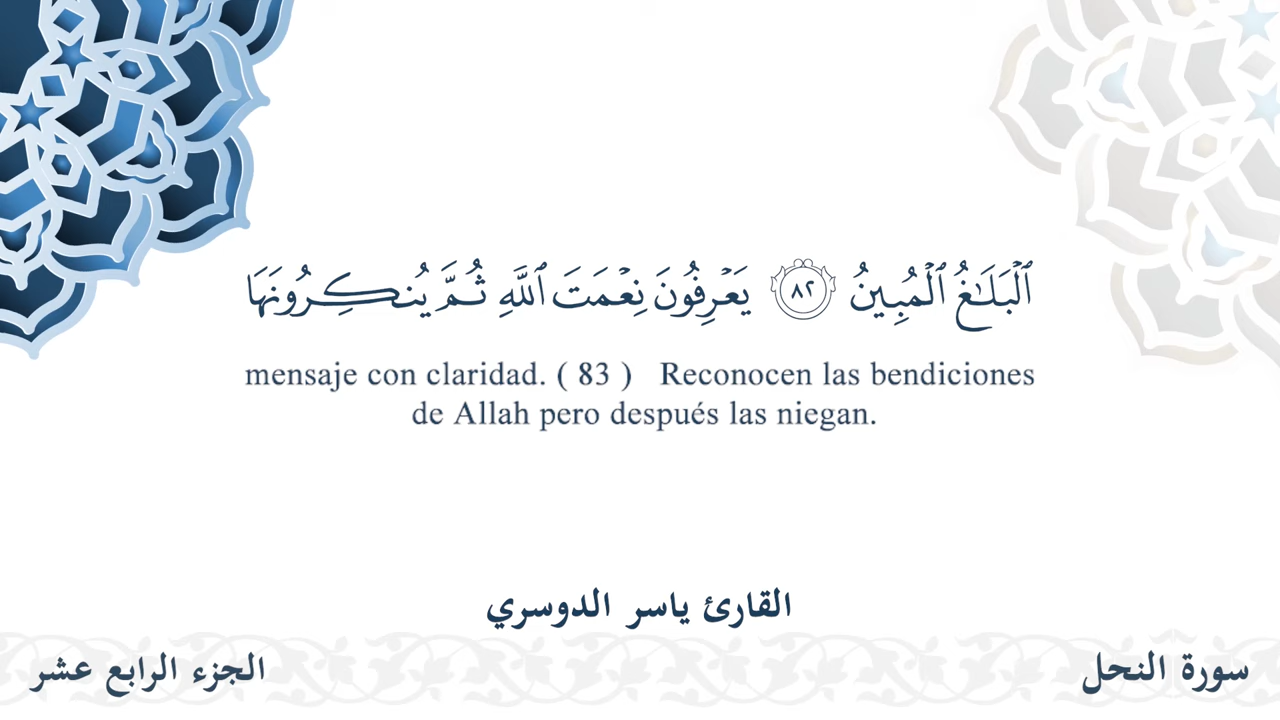 ٱلۡبَلَٰغُ ٱلۡمُبِينُ ٨٢ يَعۡرِفُونَ نِعۡمَتَ ٱللَّهِ ثُمَّ يُنكِرُونَهَا
mensaje con claridad. ( 83 ) Reconocen las bendiciones
de Allah pero después las niegan.
القارئ ياسر الدوسري
سورة النحل
الجزء الرابع عشر